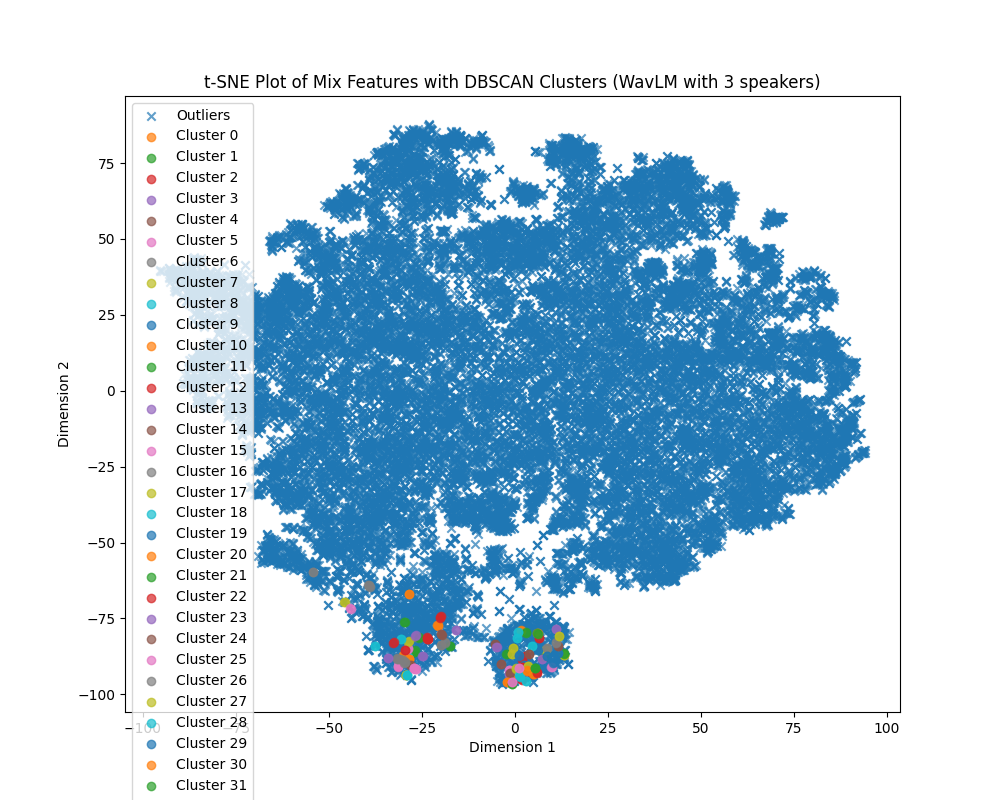 t-SNE Plot of Mix Features with DBSCAN Clusters (WavLM with 3 speakers)
Outliers
Cluster 0
Cluster 1
Cluster 2
Cluster 3
Cluster 4
Cluster 5
Cluster 6
Cluster 7
Cluster 8
Cluster 9
Cluster 10
Cluster 11
Cluster 12
Cluster 13
Cluster 14
Cluster 15
Cluster 16
Cluster 17
Cluster 18
Cluster 19
Cluster 20
Cluster 21
Cluster 22
Cluster 23
Cluster 24
Cluster 25
Cluster 26
Cluster 27
Cluster 28
Cluster 29
Cluster 30
Cluster 31
75
50
25
0
−25
−50
−75
−100
Dimension 2
−100 −75 −50 −25 0 25 50 75 100
Dimension 1